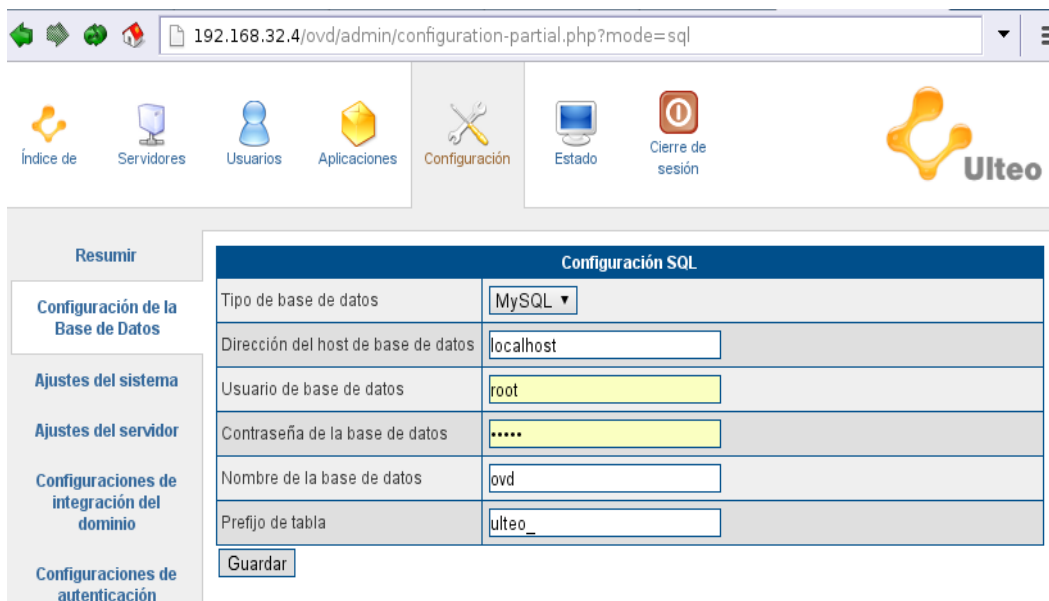 192.168.32.4/ovd/admin/configuration-partial.php?mode=sql
Índice de
Servidores
Usuarios
Aplicaciones
Configuración
Estado
Cierre de
sesión
Ulteo
Resumir
Configuración de la
Base de Datos
Ajustes del sistema
Ajustes del servidor
Configuraciones de
integración del
dominio
Configuraciones de
autenticación
Configuración SQL
Tipo de base de datos MySQL
Dirección del host de base de datos localhost
Usuario de base de datos root
Contraseña de la base de datos •••••
Nombre de la base de datos ovd
Prefijo de tabla ulteo_
Guardar